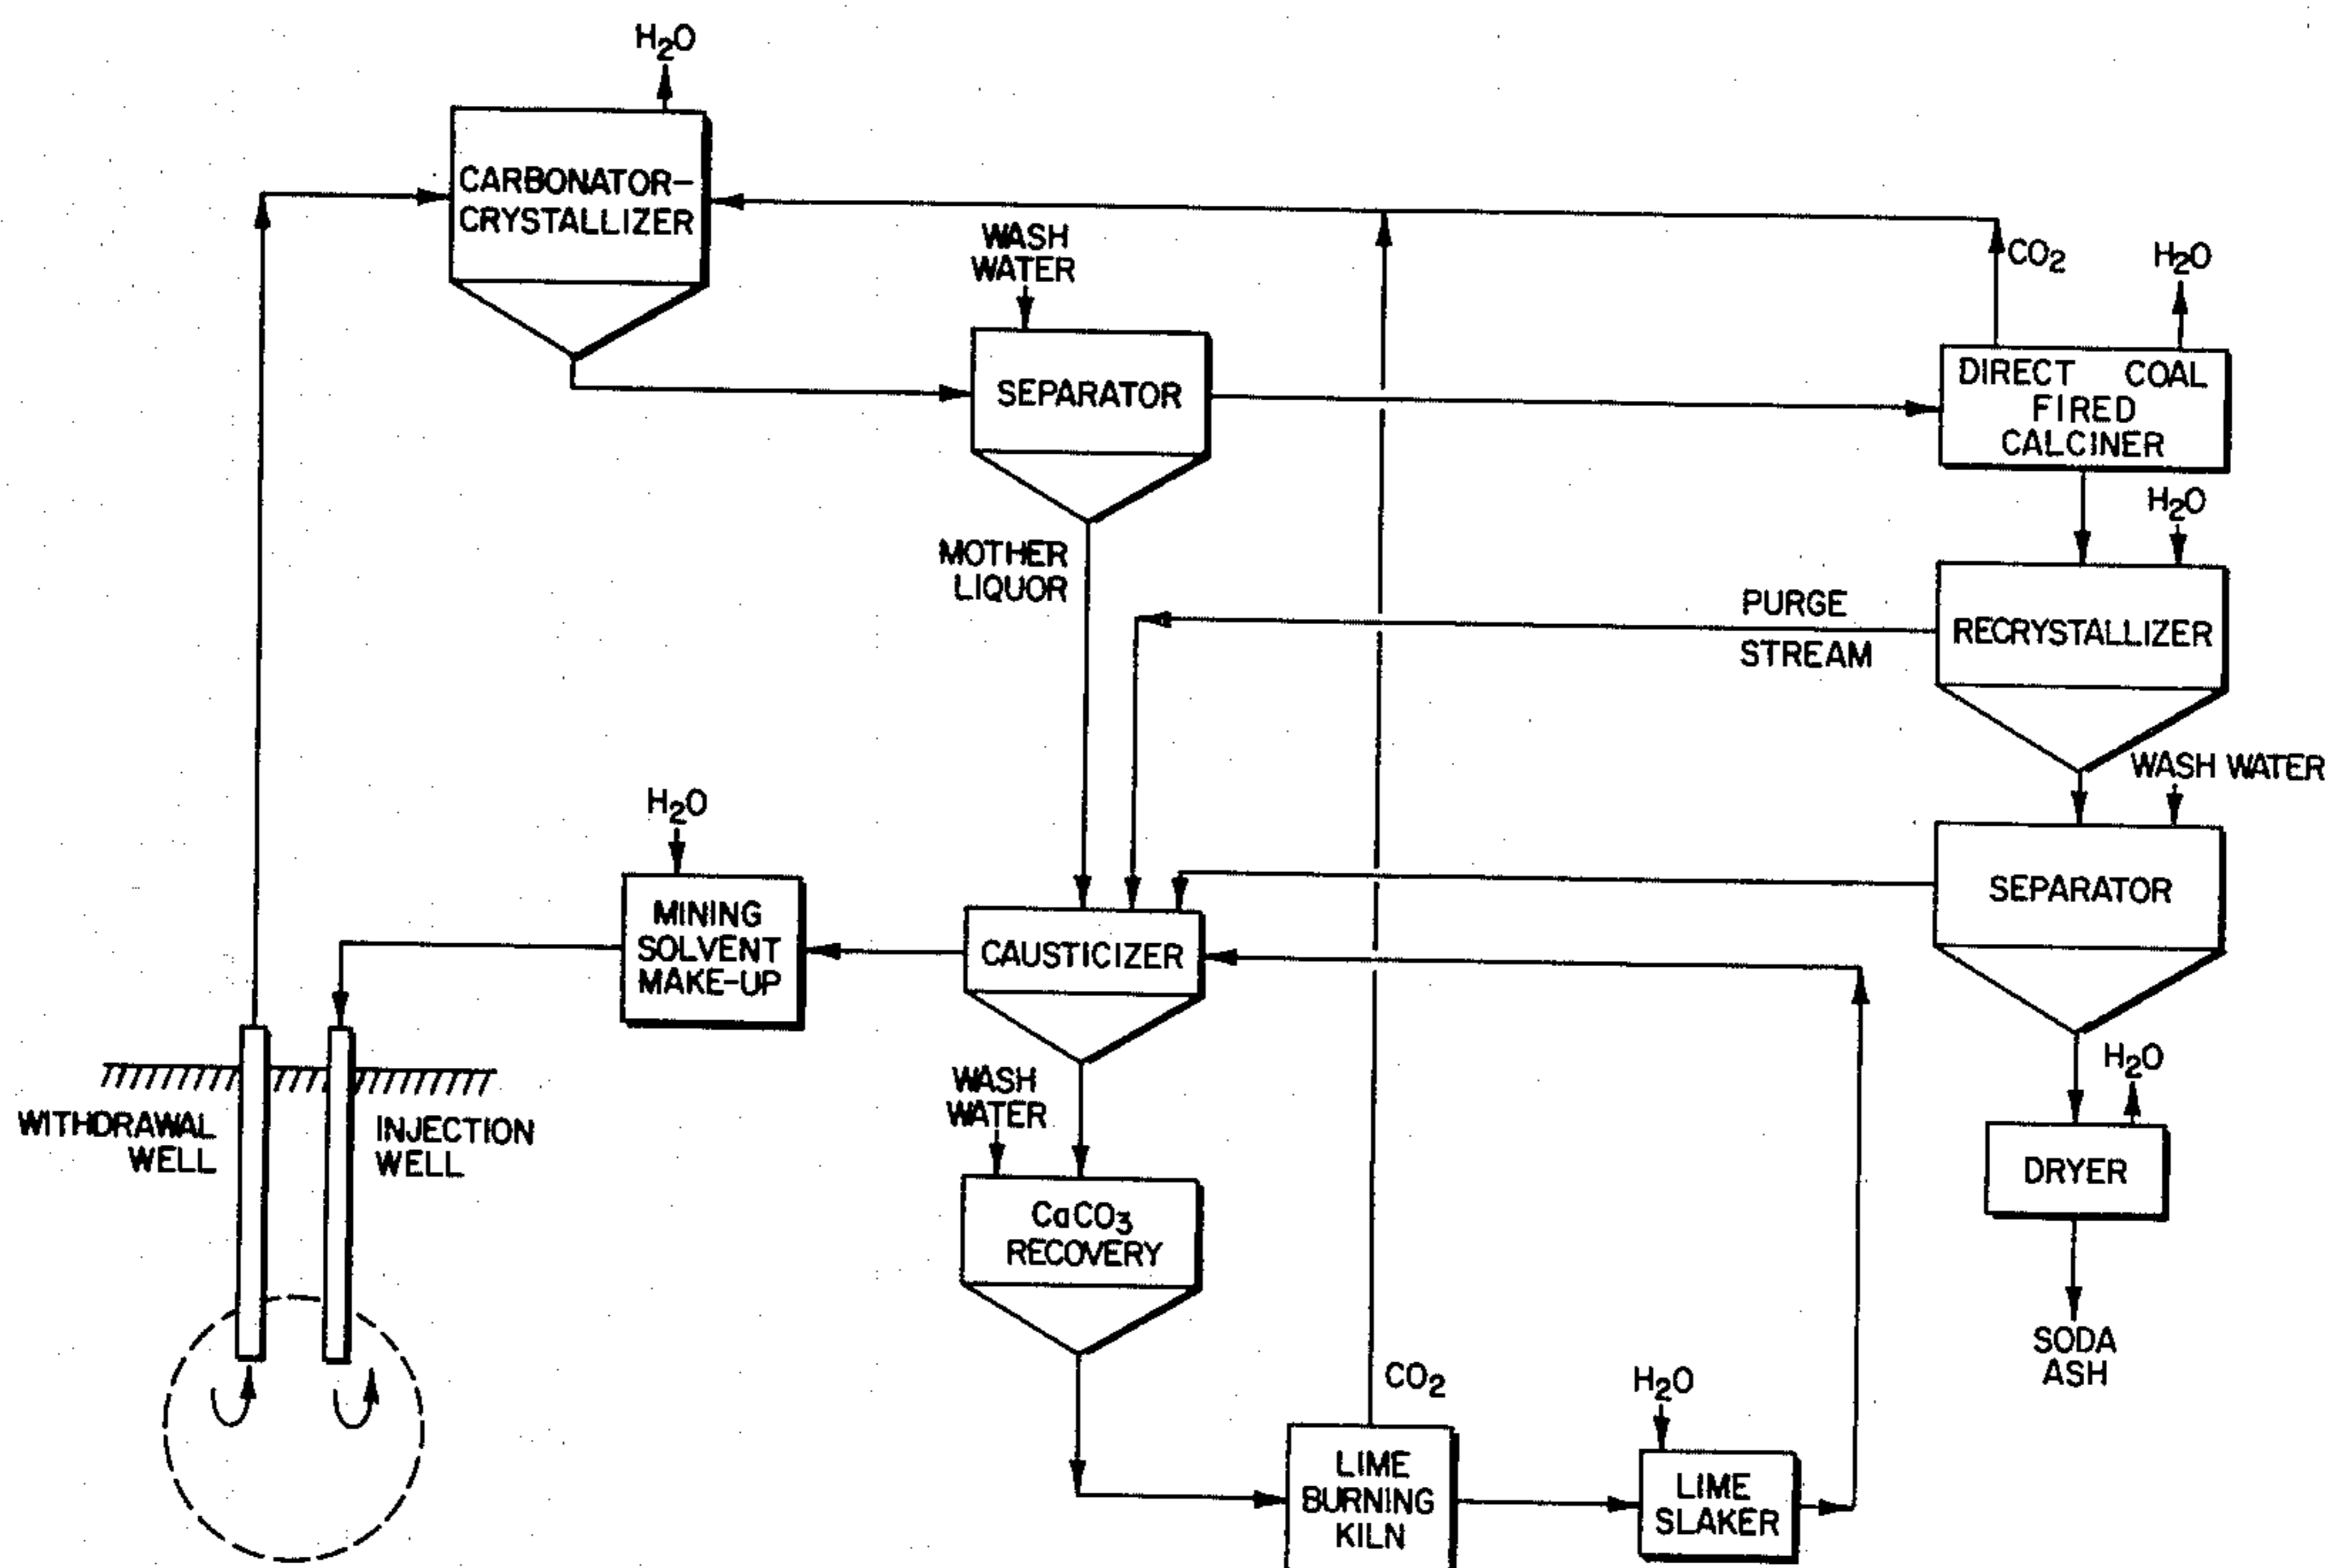 H₂O
CARBONATOR-
CRYSTALLIZER
WASH
WATER
CO₂
H₂O
SEPARATOR
DIRECT COAL
FIRED
CALCINER
H₂O
MOTHER
LIQUOR
PURGE
STREAM
RECRYSTALLIZER
WASH WATER
H₂O
MINING
SOLVENT
MAKE-UP
CAUSTICIZER
SEPARATOR
WITHDRAWAL
WELL
INJECTION
WELL
WASH
WATER
H₂O
DRYER
CaCO₃
RECOVERY
SODA
ASH
CO₂
H₂O
LIME
BURNING
KILN
LIME
SLAKER